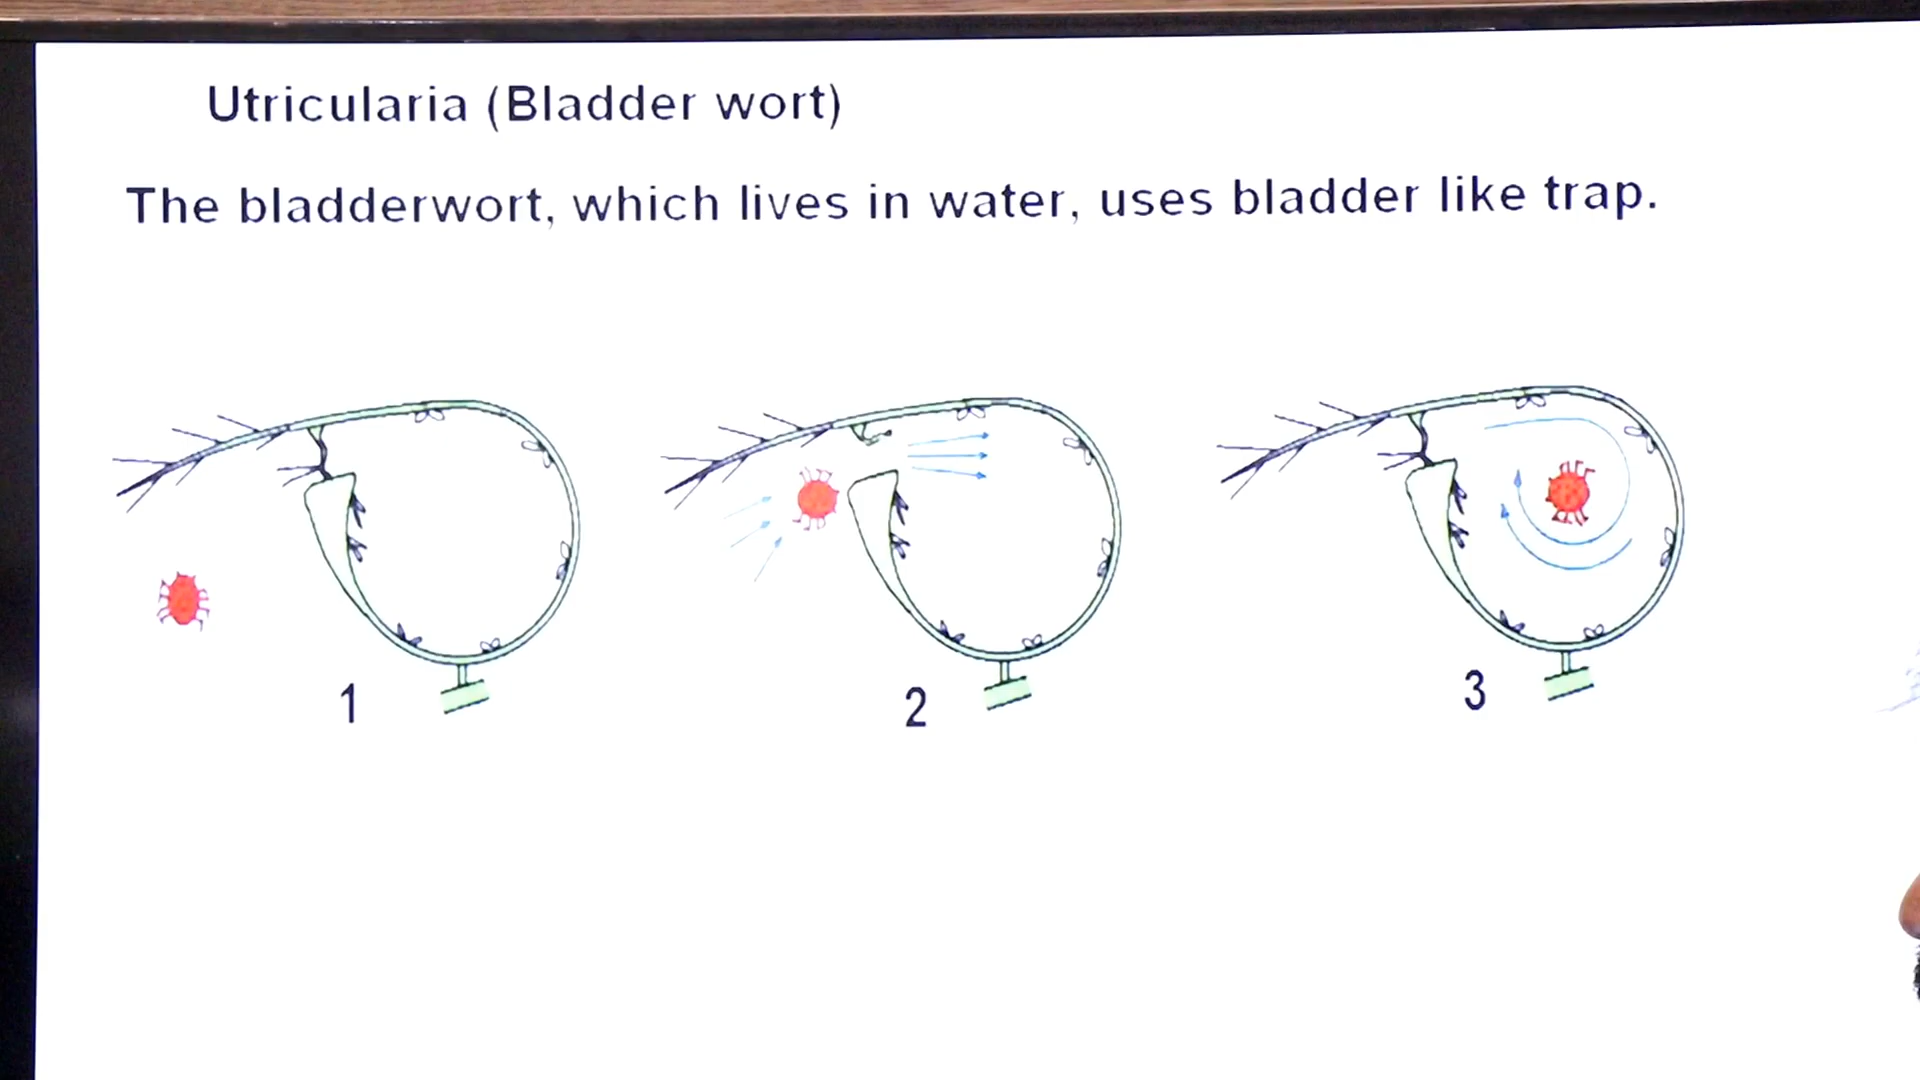 Utricularia (Bladder wort)
The bladderwort, which lives in water, uses bladder like trap.
1
2
3